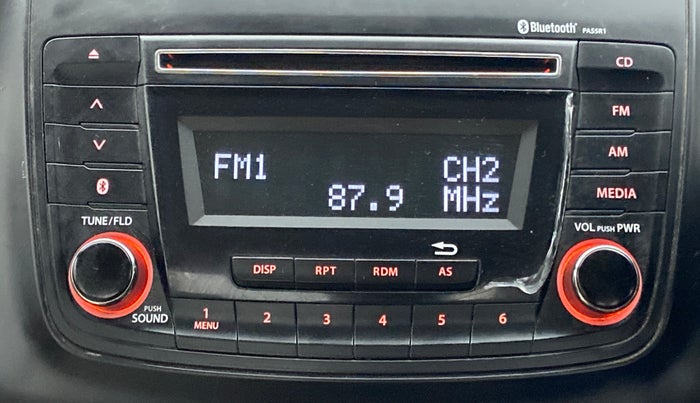 Bluetooth PA55R1
CD
FM
AM
MEDIA
FM1 CH2
87.9 MHz
TUNE/FLD
VOL PUSH PWR
DISP RPT RDM AS
PUSH
SOUND
1 2 3 4 5 6
MENU